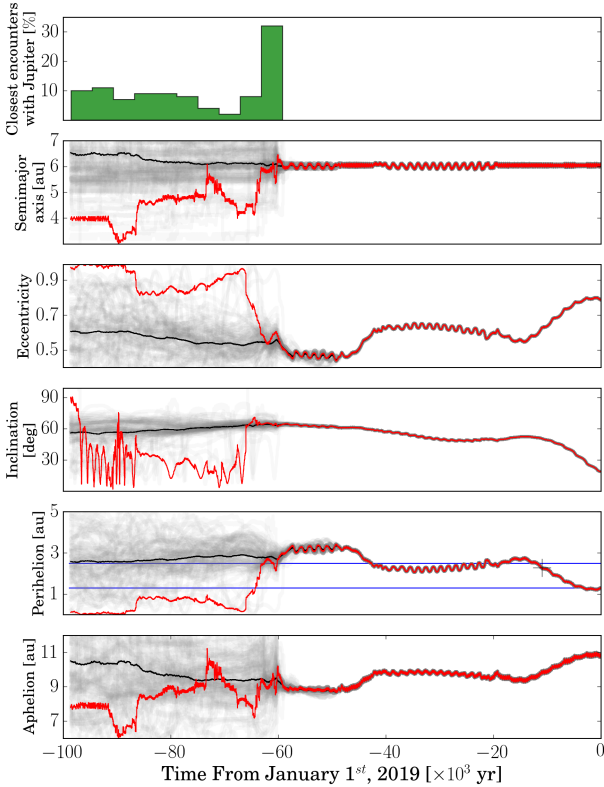 Closest encounters
with Jupiter [%]
30
20
10
Semimajor
axis [au]
7
6
5
4
Eccentricity
0.9
0.7
0.5
Inclination
[deg]
90
60
30
Perihelion [au]
5
3
1
Aphelion [au]
11
9
7
−100
−80
−60
−40
−20
0
Time From January 1st, 2019 [×10³ yr]